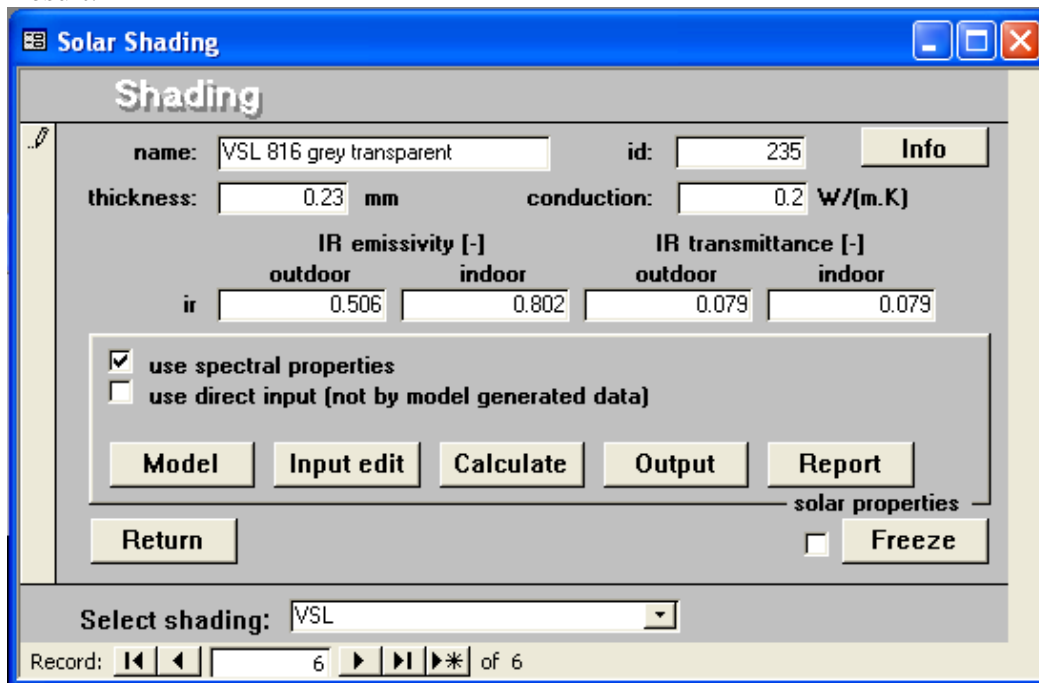 Solar Shading
Shading
name: VSL 816 grey transparent id: 235 Info
thickness: 0.23 mm conduction: 0.2 W/(m.K)
IR emissivity [-] IR transmittance [-]
outdoor indoor outdoor indoor
ir 0.506 0.802 0.079 0.079
use spectral properties
use direct input (not by model generated data)
Model Input edit Calculate Output Report
solar properties
Return Freeze
Select shading: VSL
Record: 6 of 6